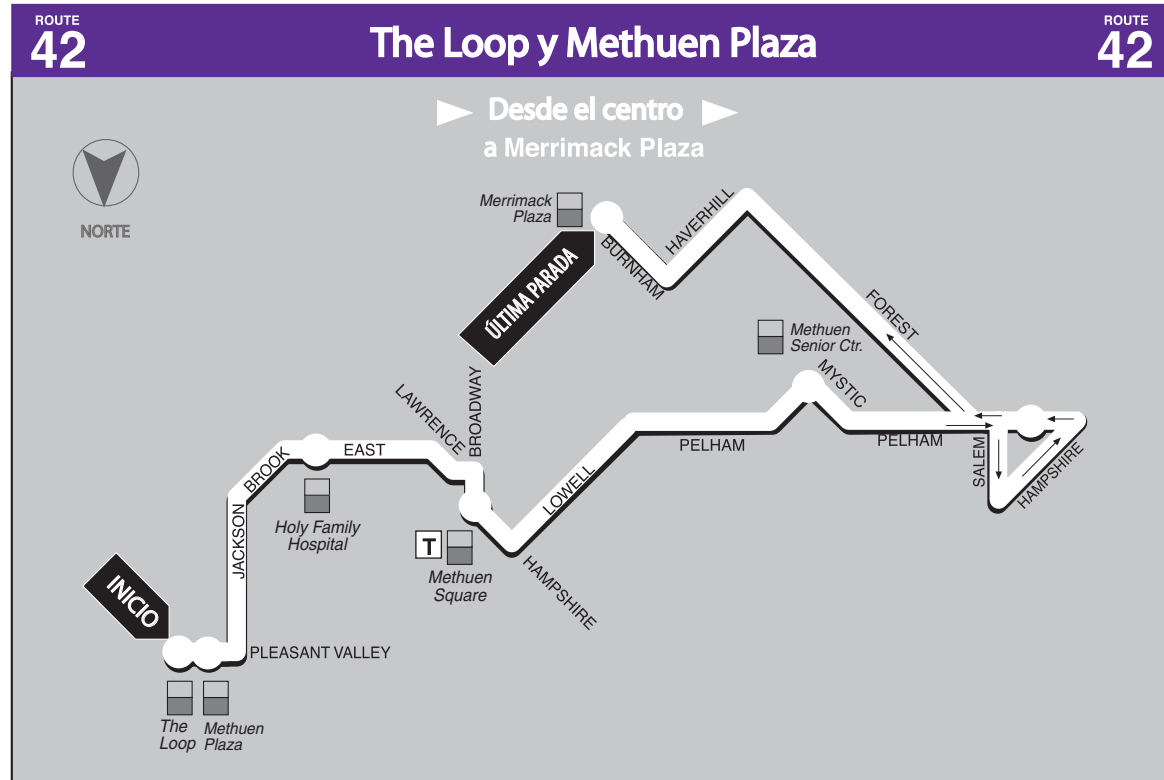 ROUTE
42
The Loop y Methuen Plaza
ROUTE
42
Desde el centro
a Merrimack Plaza
NORTE
Merrimack
Plaza
BURNHAM
HAVERHILL
ÚLTIMA PARADA
FOREST
Methuen
Senior Ctr.
MYSTIC
LAWRENCE
BROADWAY
PELHAM
PELHAM
SALEM
HAMPSHIRE
EAST
BROOK
LOWELL
JACKSON
Holy Family
Hospital
T
Methuen
Square
HAMPSHIRE
INICIO
PLEASANT VALLEY
The
Loop
Methuen
Plaza